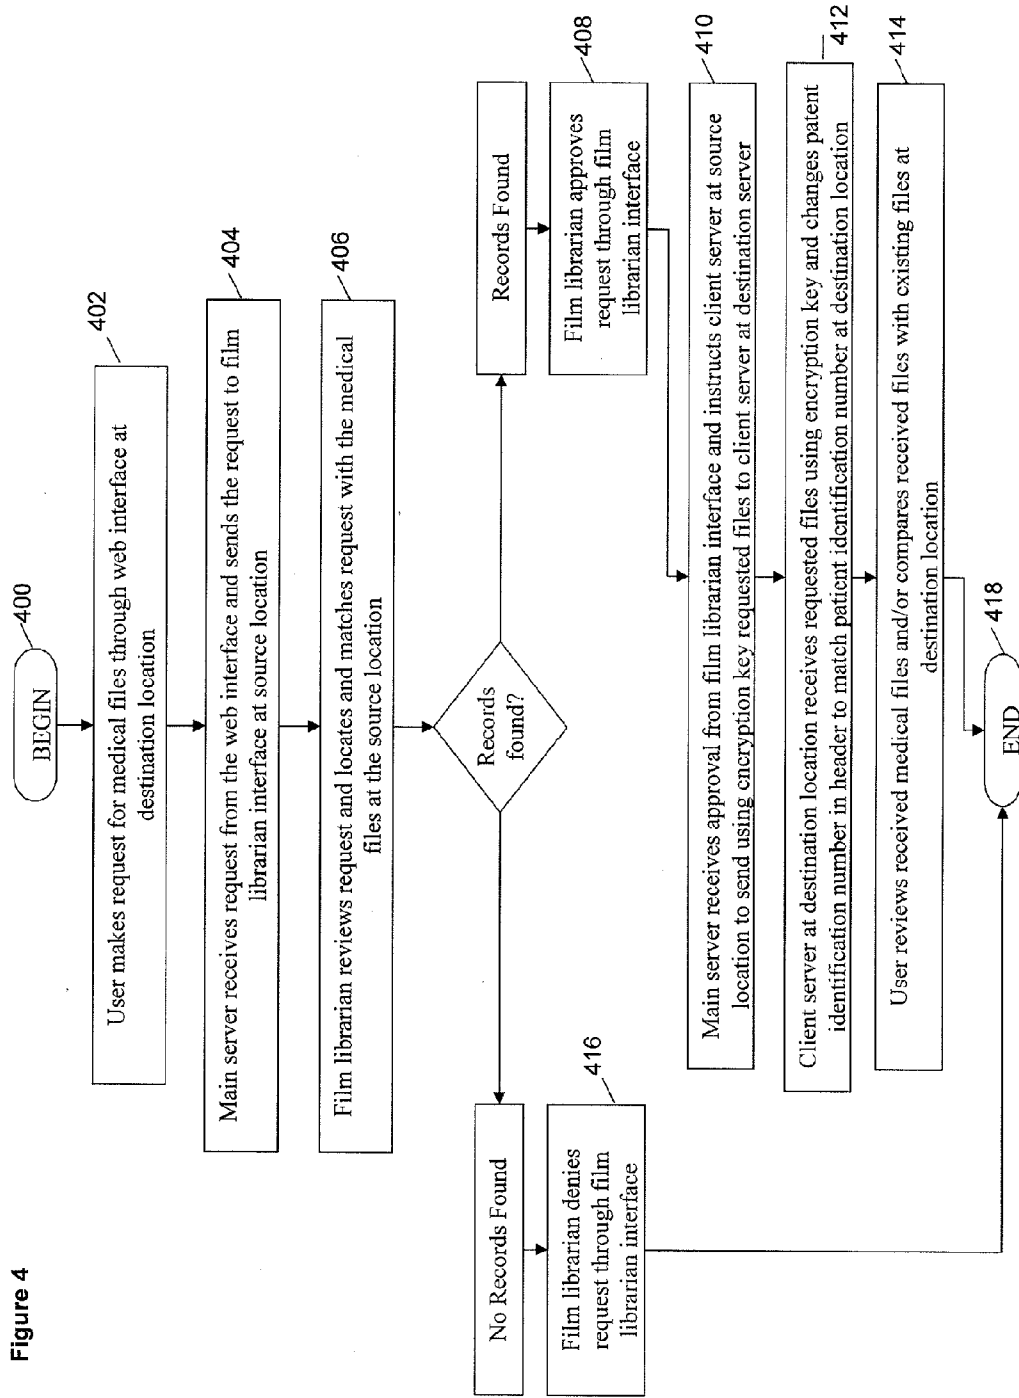 Figure 4
BEGIN
400
User makes request for medical files through web interface at
destination location
402
Main server receives request from the web interface and sends the request to film
librarian interface at source location
404
Film librarian reviews request and locates and matches request with the medical
files at the source location
406
Records
found?
No Records Found
Records Found
Film librarian denies
request through film
librarian interface
416
Film librarian approves
request through film
librarian interface
408
Main server receives approval from film librarian interface and instructs client server at source
location to send using encryption key requested files to client server at destination server
410
Client server at destination location receives requested files using encryption key and changes patent
identification number in header to match patient identification number at destination location
412
User reviews received medical files and/or compares received files with existing files at
destination location
414
END
418